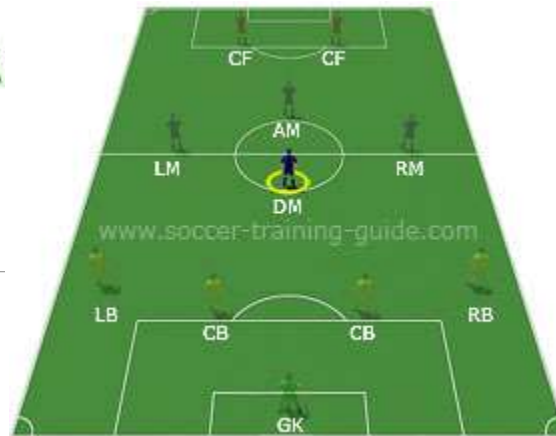 CF CF
AM
LM RM
DM
www.soccer-training-guide.com
LB RB
CB CB
GK